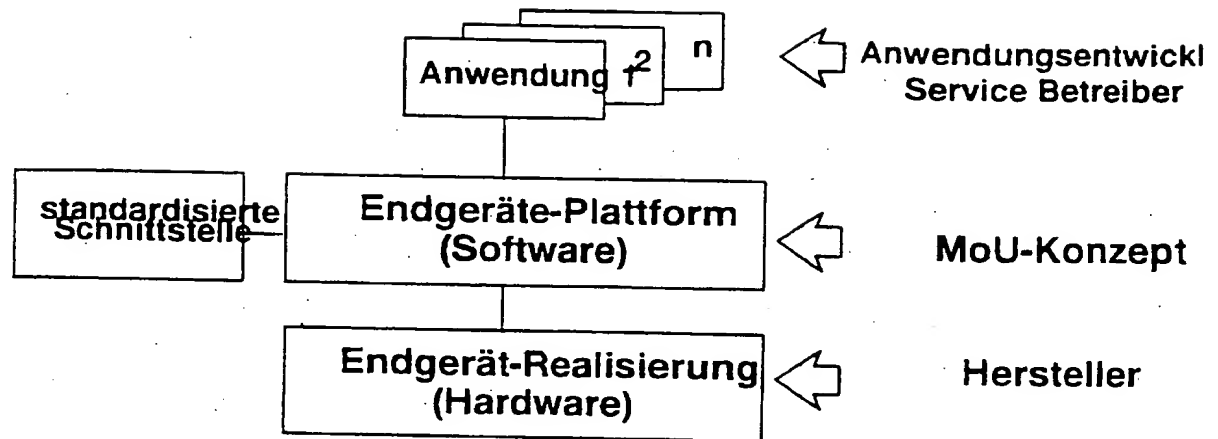 n
2
Anwendung 1
Anwendungsentwickl
Service Betreiber
standardisierte
Schnittstelle
Endgeräte-Plattform
(Software)
MoU-Konzept
Endgerät-Realisierung
(Hardware)
Hersteller